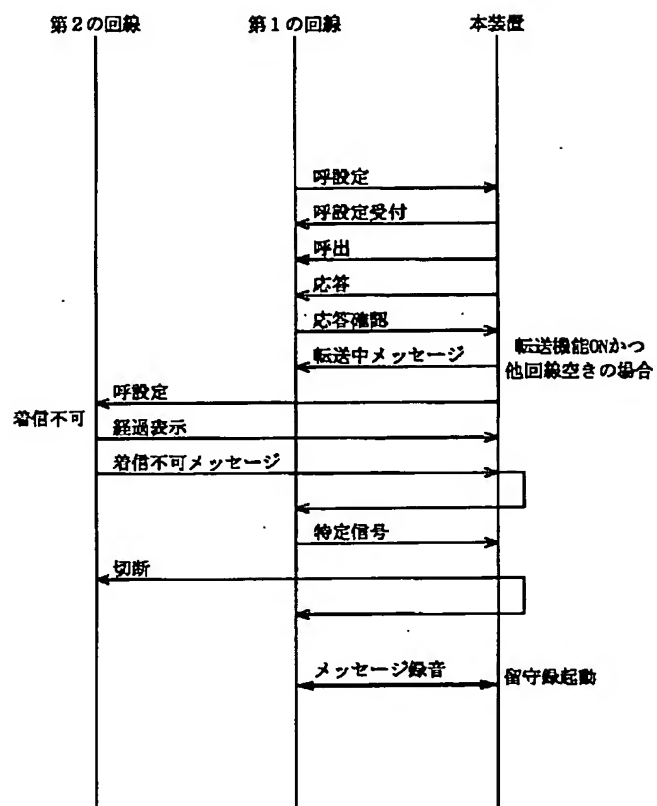 第2の回線
第1の回線
本装置
呼設定
呼設定受付
呼出
応答
応答確認
転送中メッセージ
転送機能ONかつ
他回線空きの場合
呼設定
着信不可
経過表示
着信不可メッセージ
特定信号
切断
メッセージ録音
留守録起動